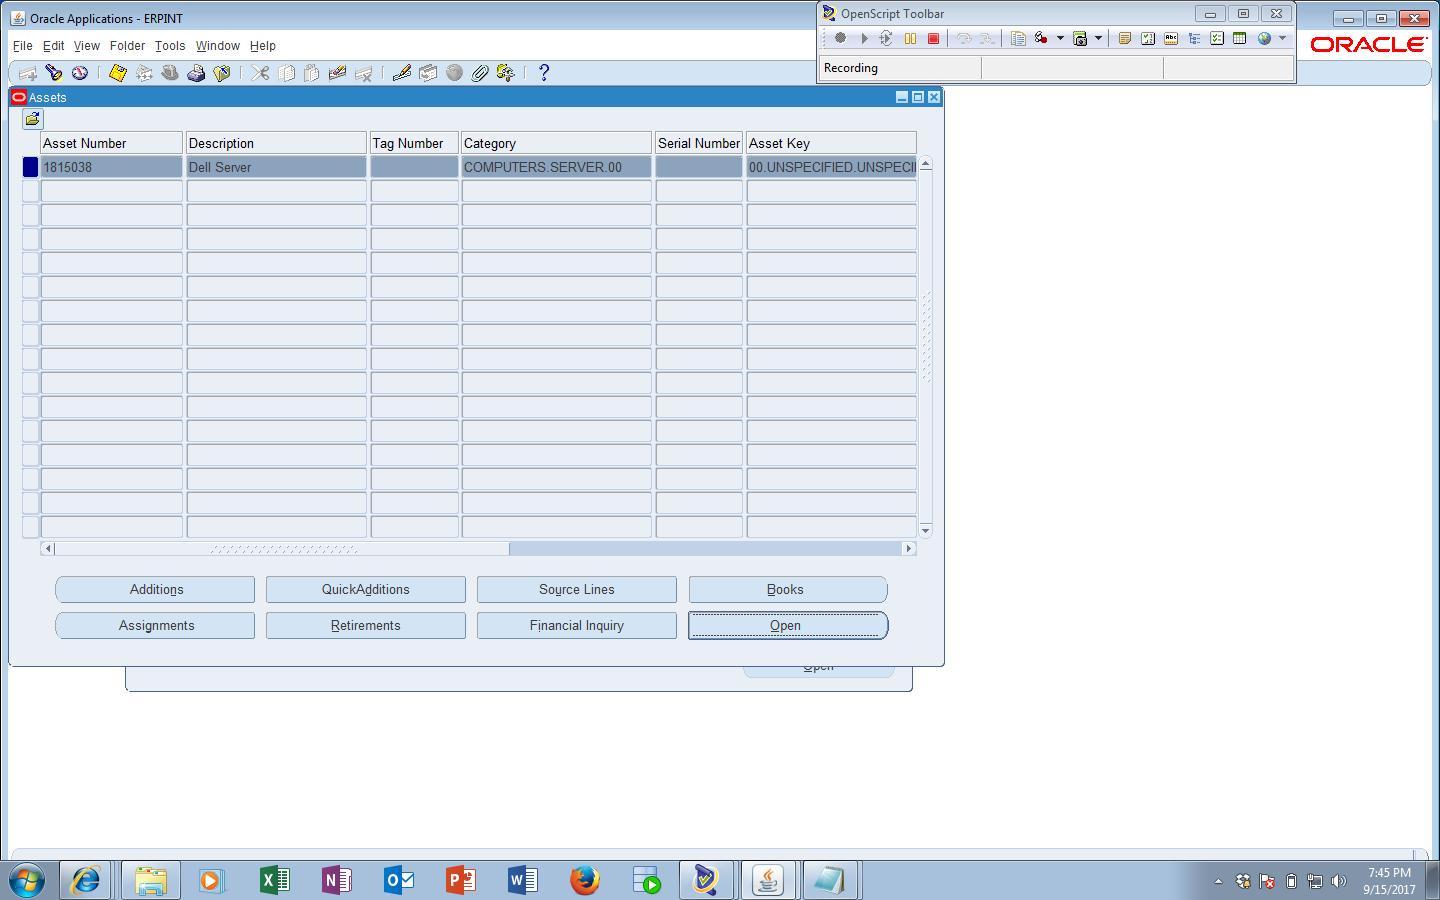 Oracle Applications - ERPINT
OpenScript Toolbar
File Edit View Folder Tools Window Help
ORACLE
Recording
Assets
Asset Number Description Tag Number Category Serial Number Asset Key
1815038 Dell Server COMPUTERS.SERVER.00 00.UNSPECIFIED.UNSPECI
Additions QuickAdditions Source Lines Books
Assignments Retirements Financial Inquiry Open
Open
7:45 PM
9/15/2017